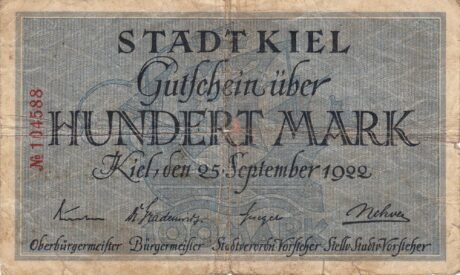 STADT KIEL
Gutschein über
HUNDERT MARK
Kiel, den 25. September 1922
№ 104588
Oberbürgermeister Bürgermeister Stadtverordn.Vorsteher Stellv. Stadtv. Vorsteher